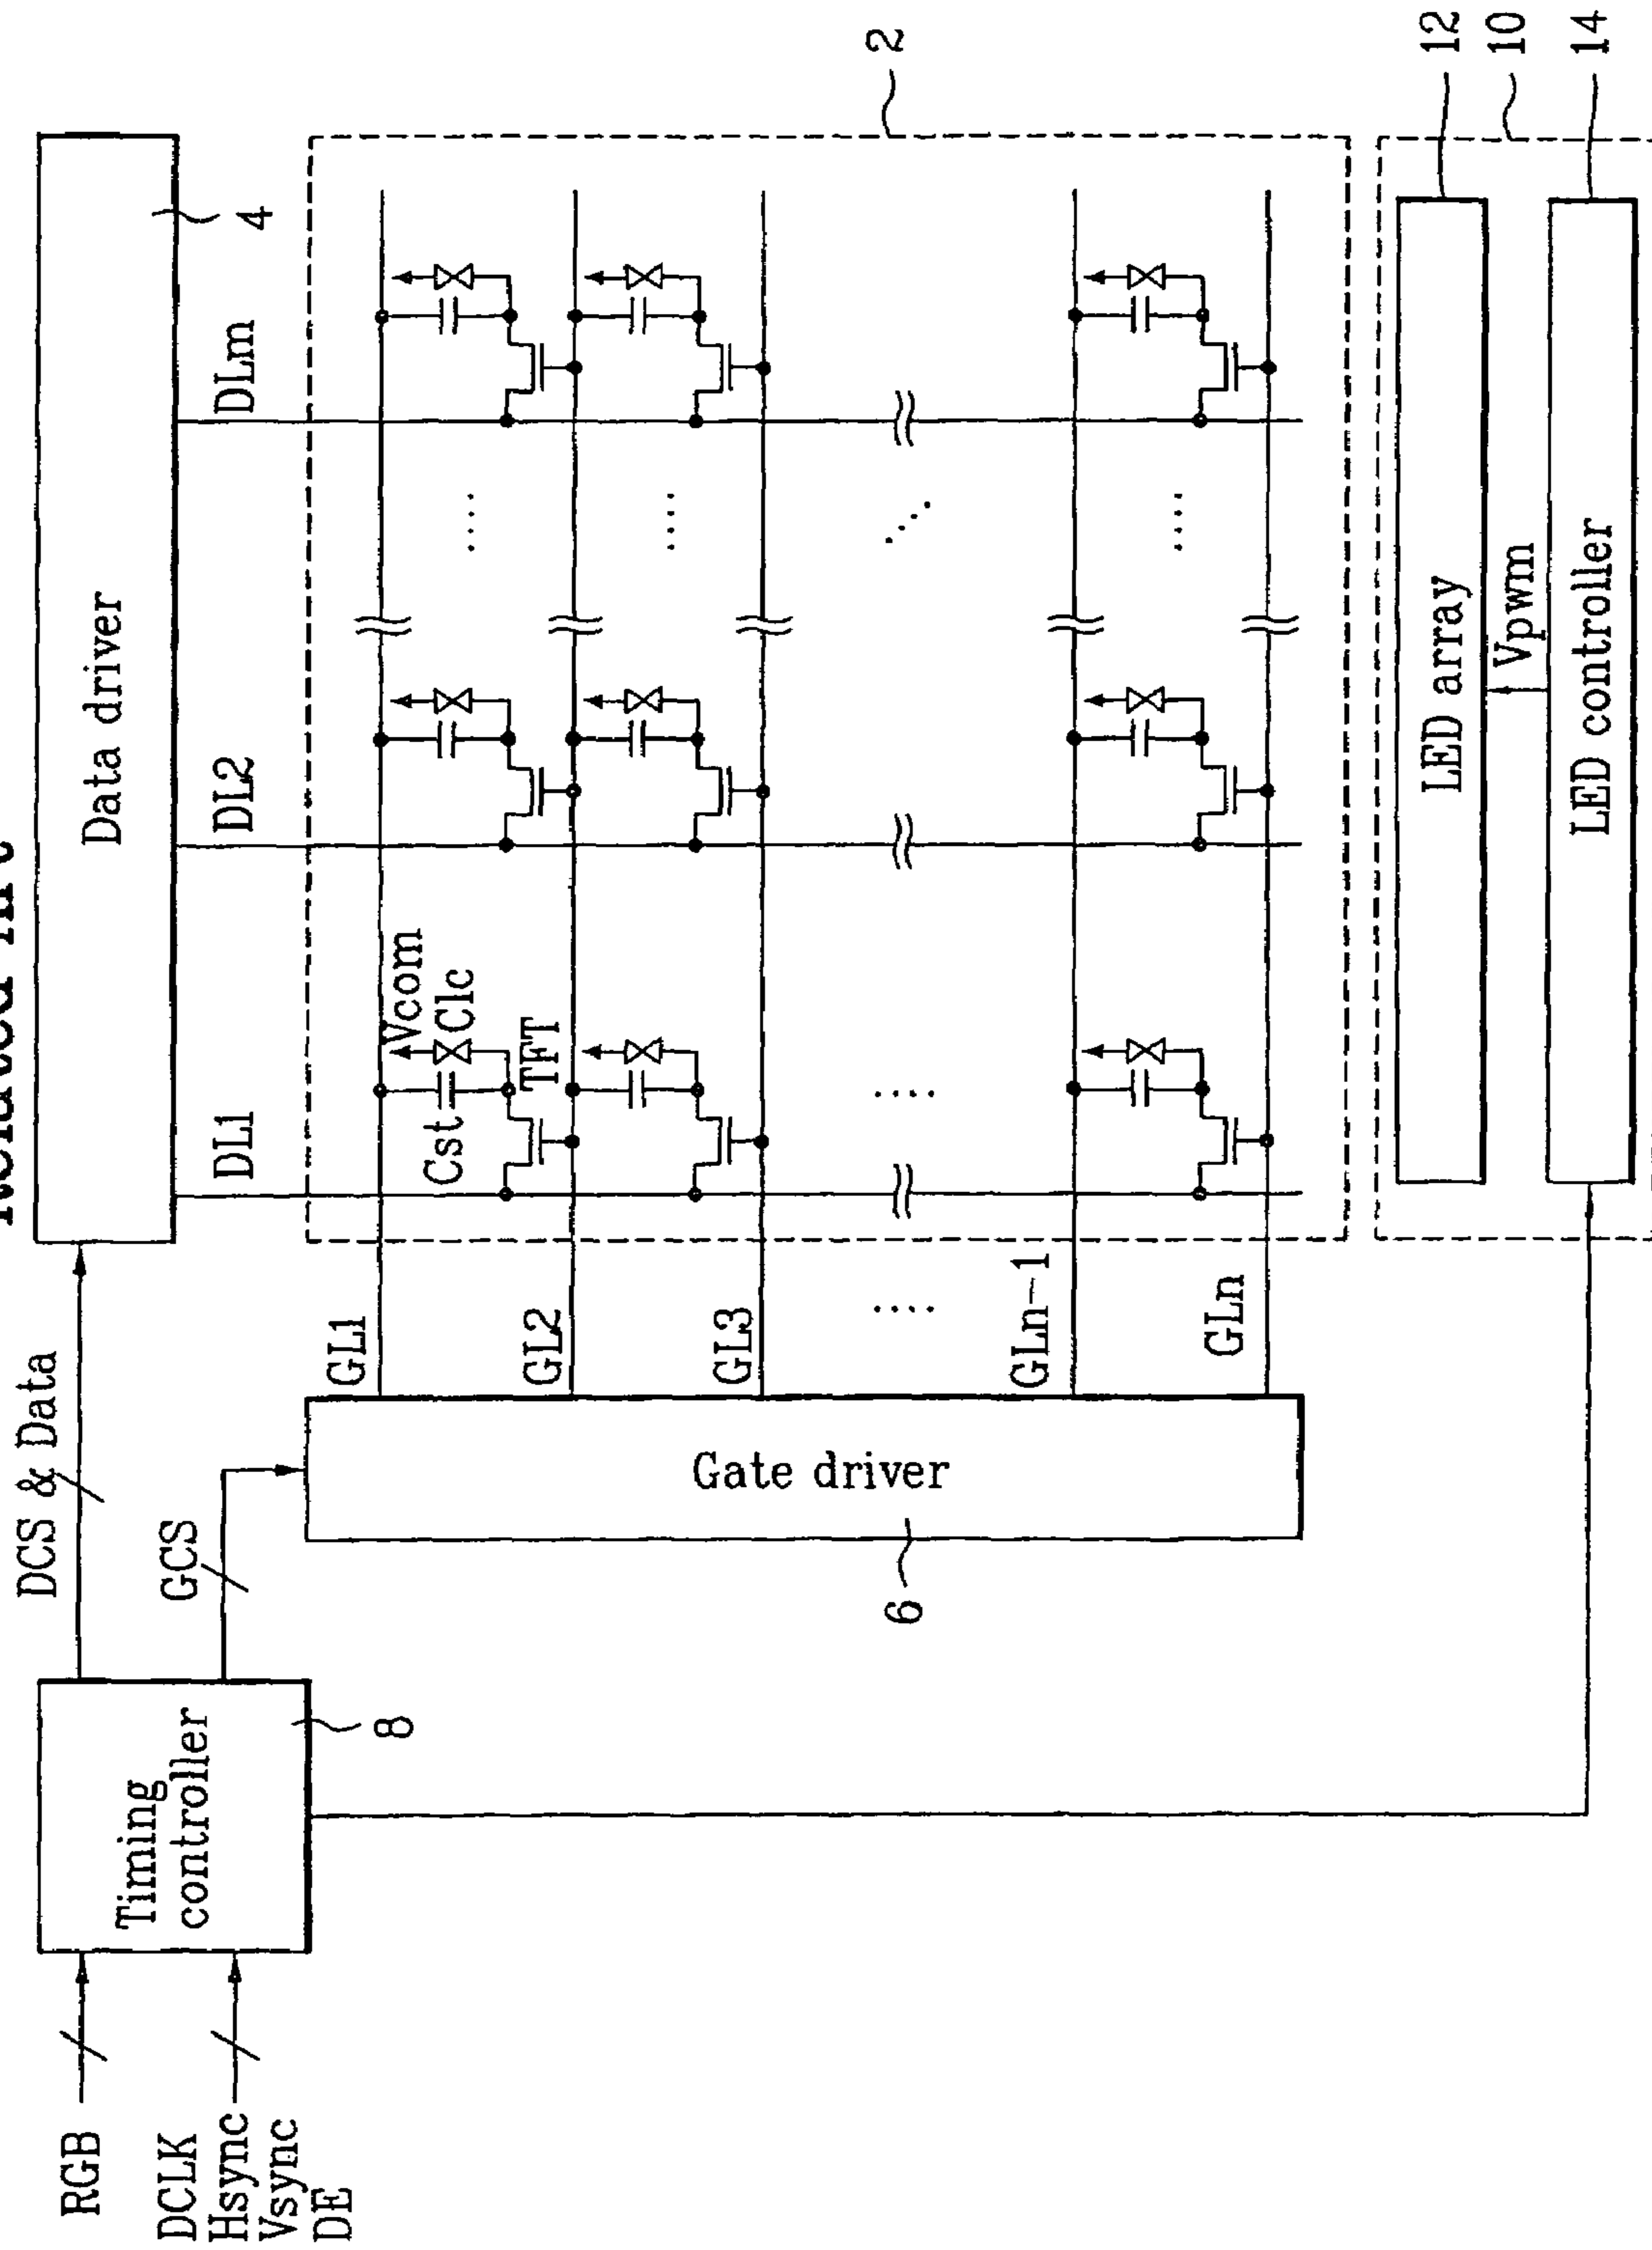 Related Art
RGB
DCLK
Hsync
Vsync
DE
Timing
controller
8
DCS & Data
GCS
Data driver
4
DL1
DL2
DLm
Gate driver
6
GL1
GL2
GL3
GLn-1
GLn
Vcom
Clc
Cst
TFT
2
LED array
12
Vpwm
10
LED controller
14